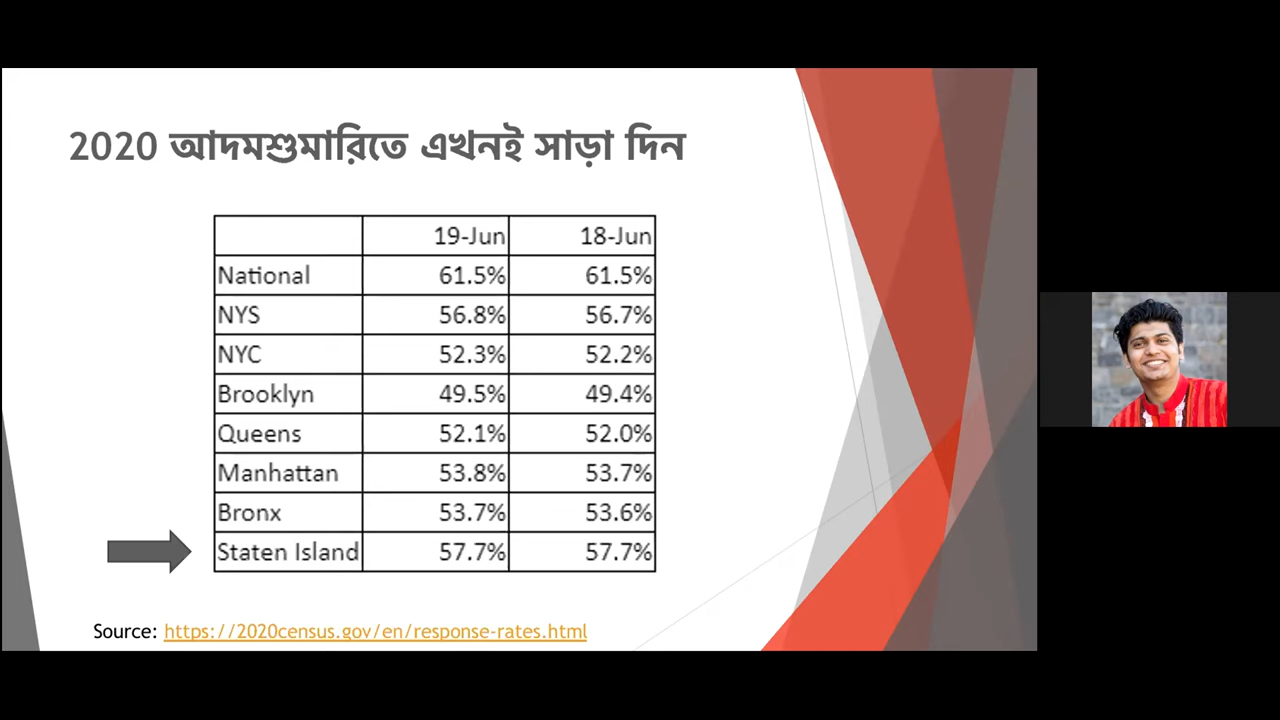 2020 আদমশুমারিতে এখনই সাড়া দিন
19-Jun 18-Jun
National 61.5% 61.5%
NYS 56.8% 56.7%
NYC 52.3% 52.2%
Brooklyn 49.5% 49.4%
Queens 52.1% 52.0%
Manhattan 53.8% 53.7%
Bronx 53.7% 53.6%
Staten Island 57.7% 57.7%
Source: https://2020census.gov/en/response-rates.html